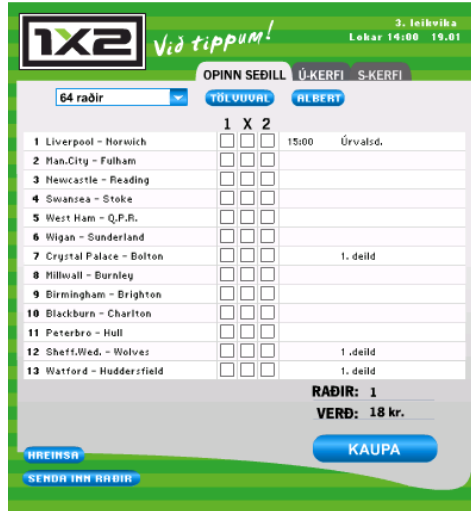 1X2
Við tippum!
3. leikvika
Lokar 14:00 19.01
OPINN SEÐILL Ú-KERFI S-KERFI
64 raðir TÖLVUVAL ALBERT
1 X 2
1 Liverpool - Norwich 15:00 Úrvalsd.
2 Man.City - Fulham
3 Newcastle - Reading
4 Swansea - Stoke
5 West Ham - Q.P.R.
6 Wigan - Sunderland
7 Crystal Palace - Bolton 1. deild
8 Millwall - Burnley
9 Birmingham - Brighton
10 Blackburn - Charlton
11 Peterbro - Hull
12 Sheff.Wed. - Wolves 1 .deild
13 Watford - Huddersfield 1. deild
RAÐIR: 1
VERÐ: 18 kr.
KAUPA
HREINSA
SENDA INN RAÐIR